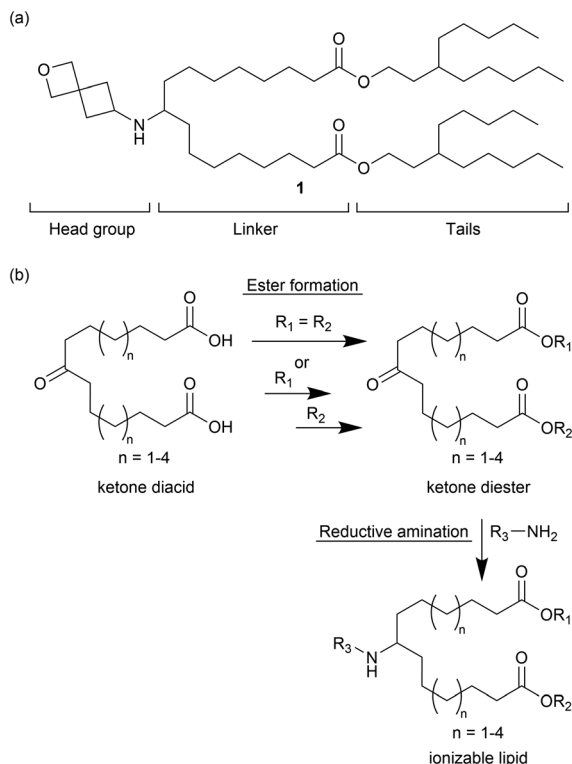 (a)
O
N
H
O
O
O
O
1
Head group
Linker
Tails
(b)
Ester formation
O
OH
n
O
O
OH
n
n = 1-4
ketone diacid
R1 = R2
or
R1
R2
O
OR1
n
O
O
OR2
n
n = 1-4
ketone diester
Reductive amination
R3—NH2
O
OR1
n
R3
N
H
O
OR2
n
n = 1-4
ionizable lipid